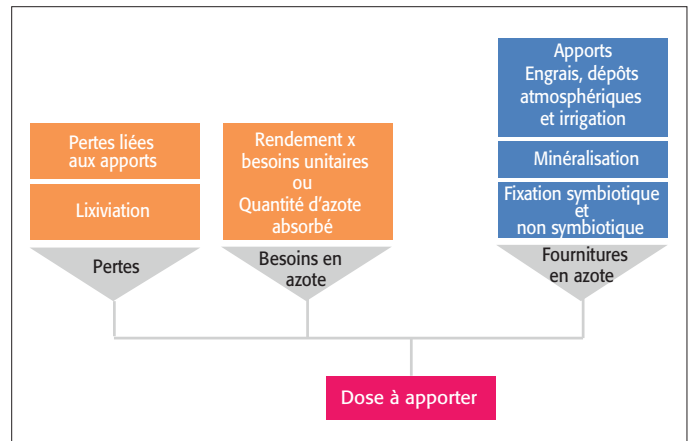 Pertes liées
aux apports
Lixiviation
Pertes
Rendement x
besoins unitaires
ou
Quantité d'azote
absorbé
Besoins en
azote
Apports
Engrais, dépôts
atmosphériques
et irrigation
Minéralisation
Fixation symbiotique
et
non symbiotique
Fournitures
en azote
Dose à apporter